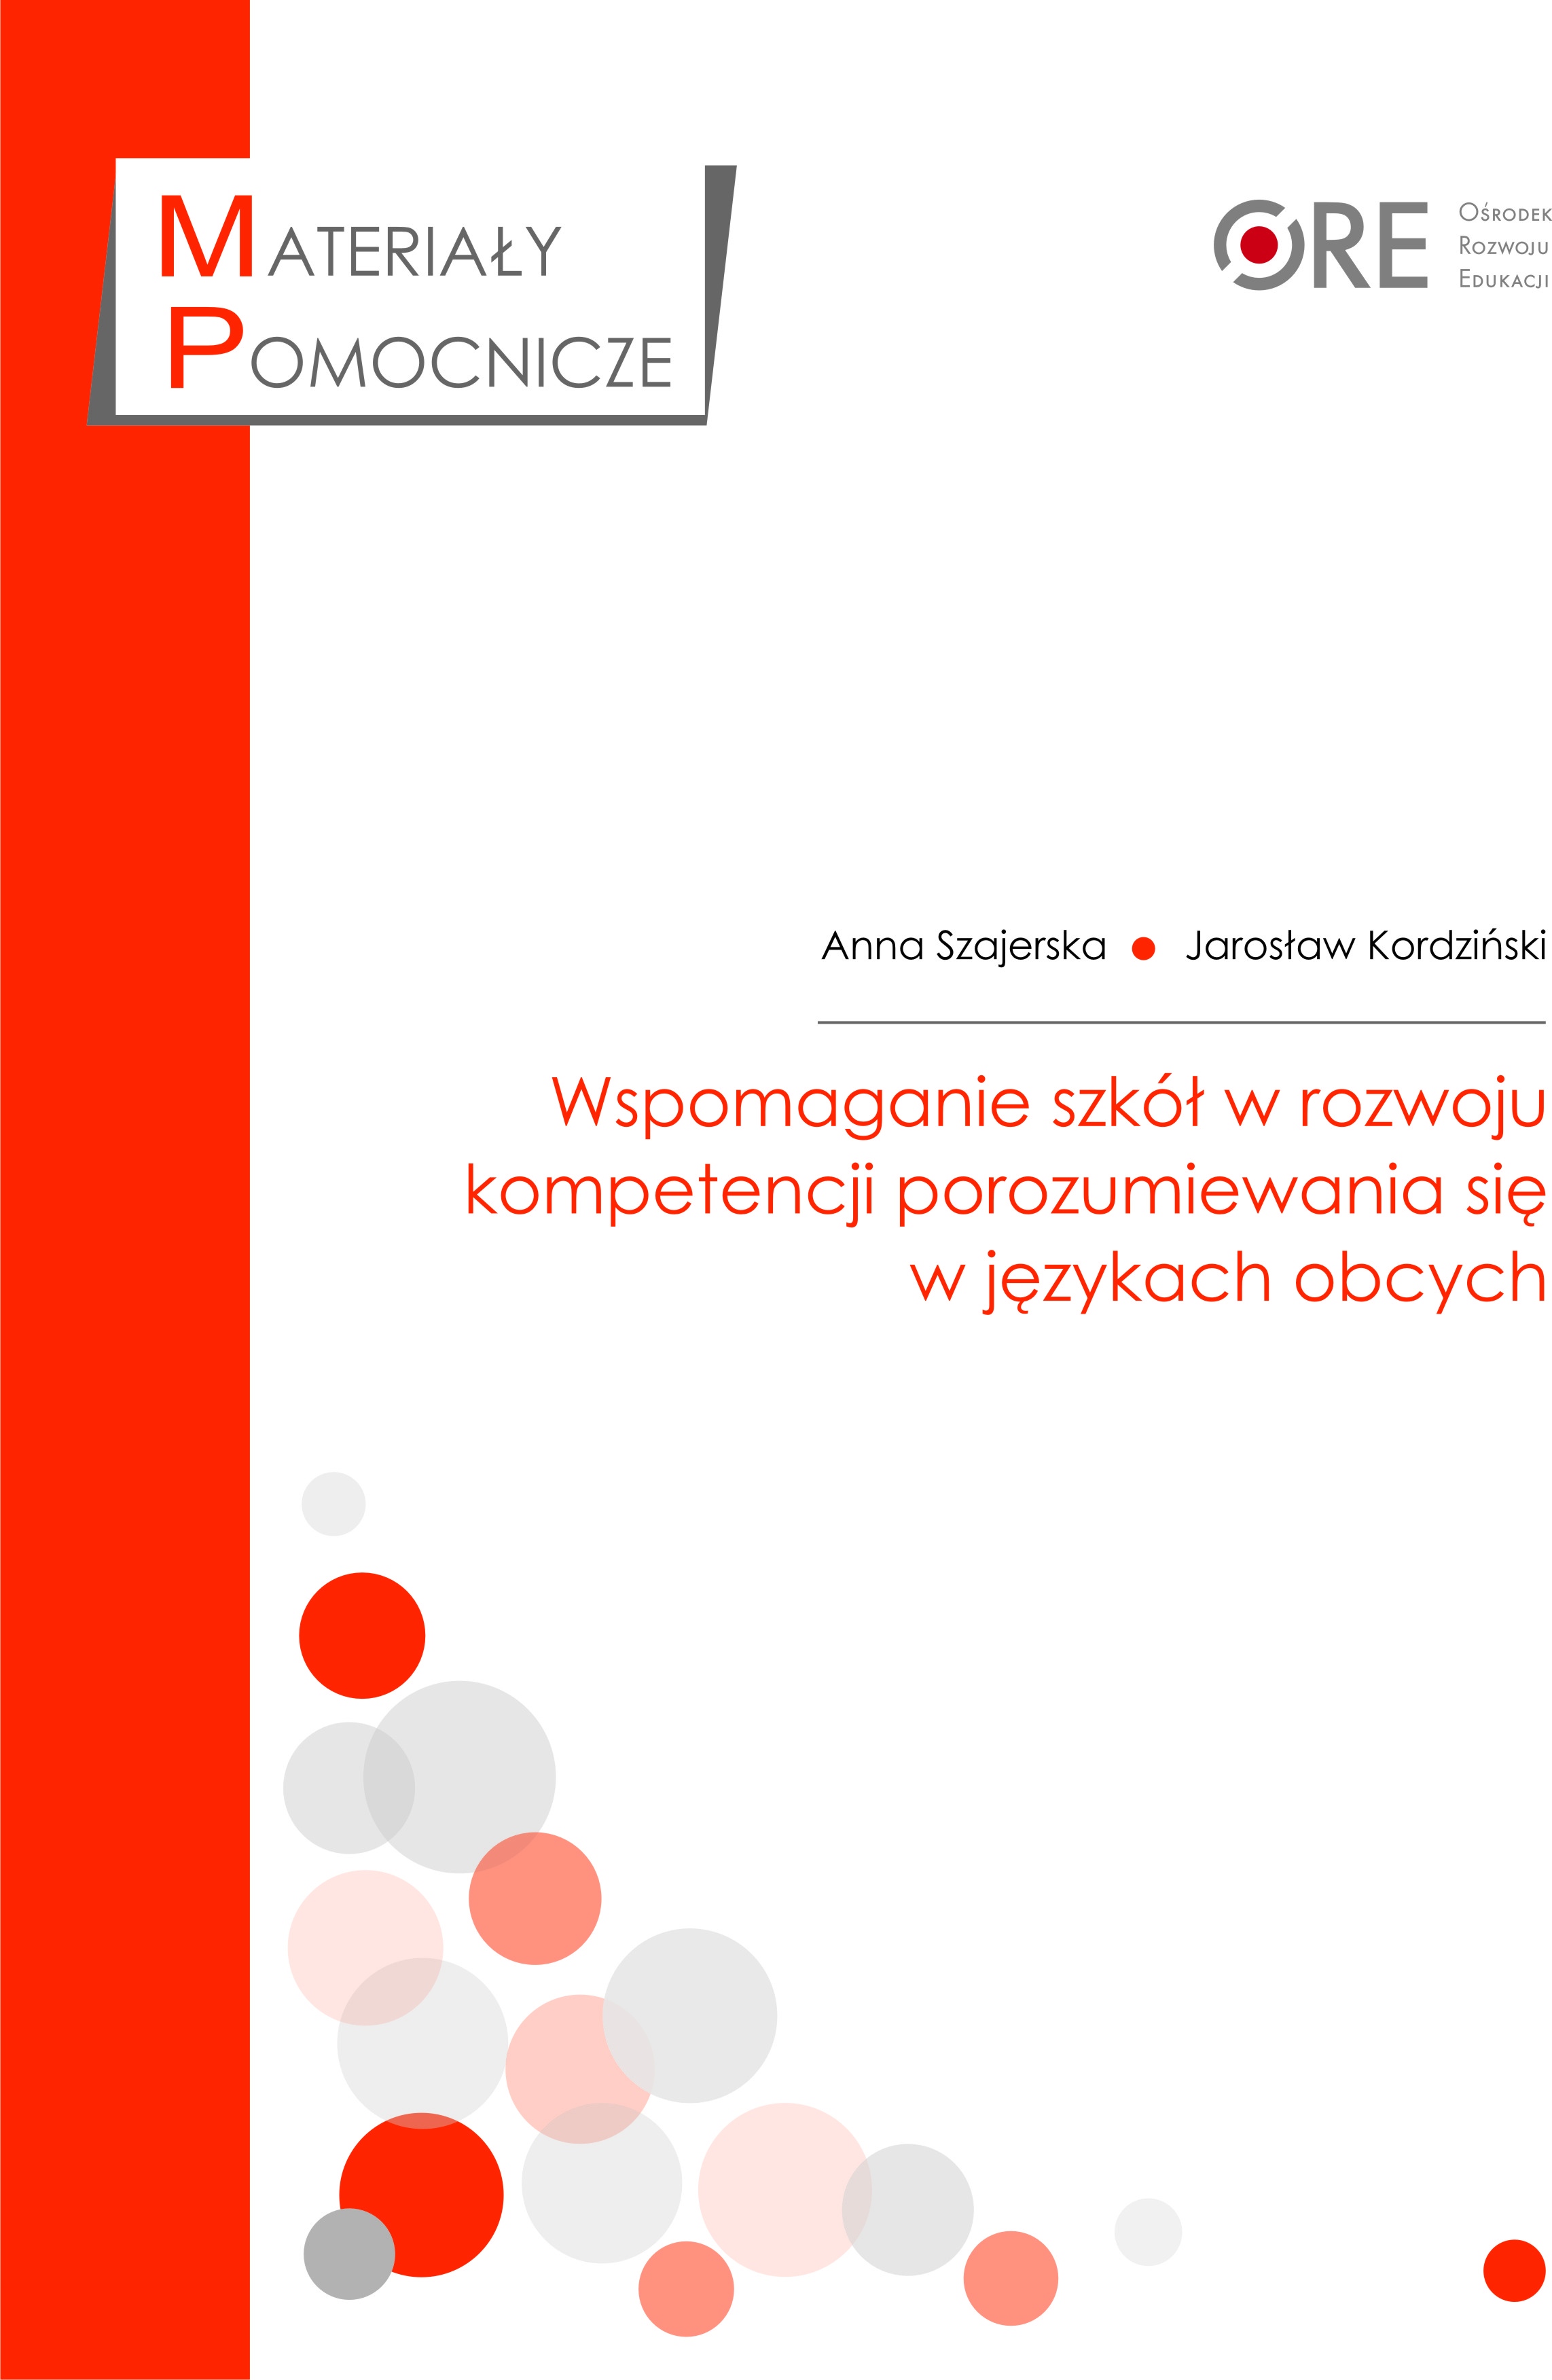 MATERIAŁY
POMOCNICZE
ORE
OŚRODEK
ROZWOJU
EDUKACJI
Anna Szajerska ● Jarosław Kordziński
Wspomaganie szkół w rozwoju
kompetencji porozumiewania się
w językach obcych